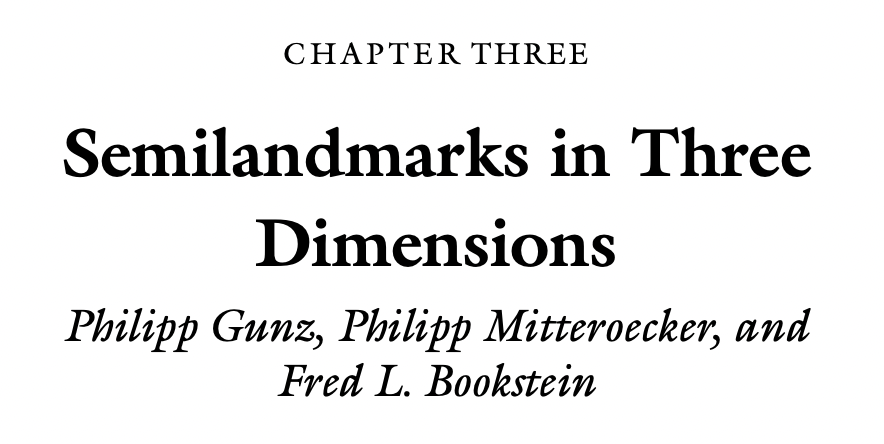 CHAPTER THREE
Semilandmarks in Three
Dimensions
Philipp Gunz, Philipp Mitteroecker, and
Fred L. Bookstein